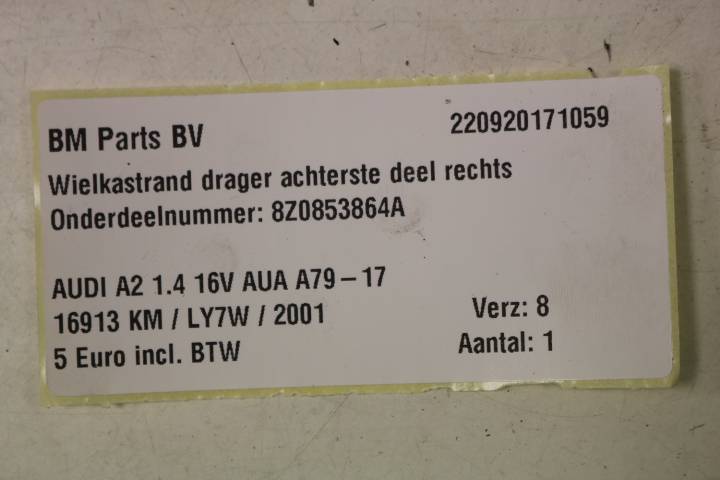 BM Parts BV 220920171059
Wielkastrand drager achterste deel rechts
Onderdeelnummer: 8Z0853864A
AUDI A2 1.4 16V AUA A79-17
16913 KM / LY7W / 2001 Verz: 8
5 Euro incl. BTW Aantal: 1